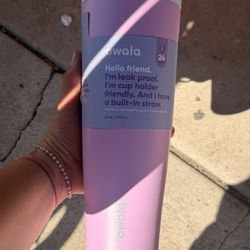 owala
24
Hello friend.
I'm leak proof.
I'm cup holder
friendly. And I have
a built-in straw.
owala